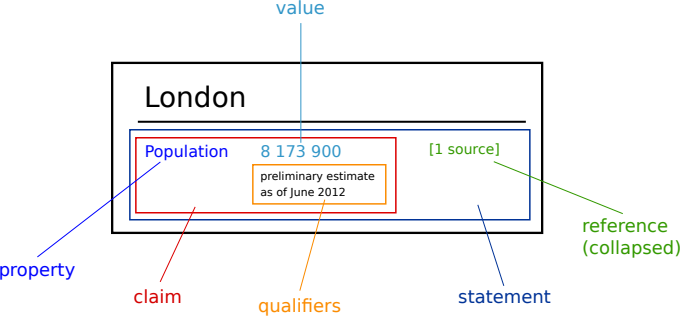 value
London
Population 8 173 900 [1 source]
preliminary estimate
as of June 2012
reference
(collapsed)
property
claim
qualifiers
statement